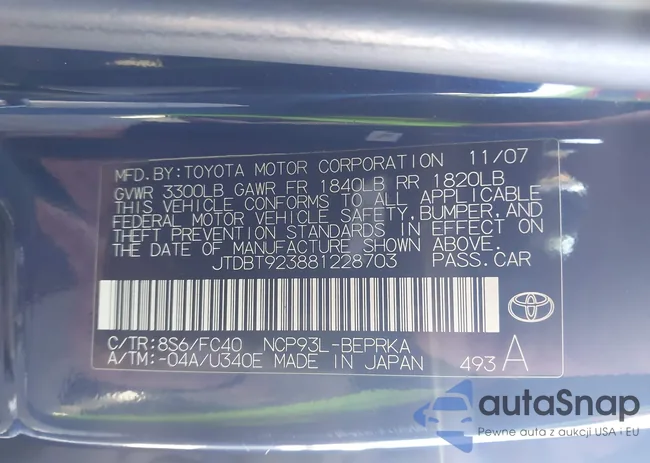 MFD.BY:TOYOTA MOTOR CORPORATION 11/07
GVWR 3300LB GAWR FR 1840LB RR 1820LB
THIS VEHICLE CONFORMS TO ALL APPLICABLE
FEDERAL MOTOR VEHICLE SAFETY,BUMPER,AND
THEFT PREVENTION STANDARDS IN EFFECT ON
THE DATE OF MANUFACTURE SHOWN ABOVE.
JTDBT923881228703 PASS.CAR
C/TR:8S6/FC40 NCP93L-BEPRKA
A/TM:-04A/U340E MADE IN JAPAN 493 A
autoSnap
Pewne auto z aukcji USA i EU